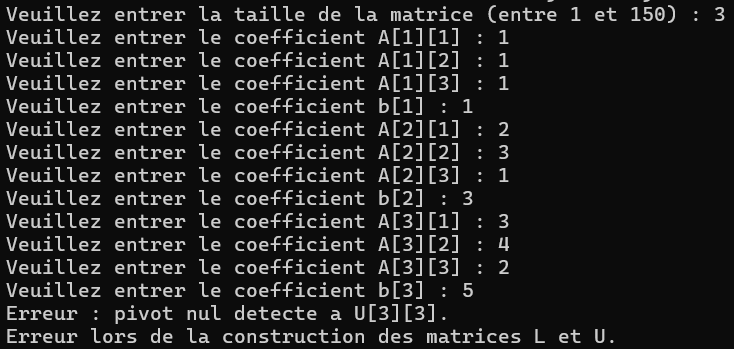 Veuillez entrer la taille de la matrice (entre 1 et 150) : 3
Veuillez entrer le coefficient A[1][1] : 1
Veuillez entrer le coefficient A[1][2] : 1
Veuillez entrer le coefficient A[1][3] : 1
Veuillez entrer le coefficient b[1] : 1
Veuillez entrer le coefficient A[2][1] : 2
Veuillez entrer le coefficient A[2][2] : 3
Veuillez entrer le coefficient A[2][3] : 1
Veuillez entrer le coefficient b[2] : 3
Veuillez entrer le coefficient A[3][1] : 3
Veuillez entrer le coefficient A[3][2] : 4
Veuillez entrer le coefficient A[3][3] : 2
Veuillez entrer le coefficient b[3] : 5
Erreur : pivot nul detecte a U[3][3].
Erreur lors de la construction des matrices L et U.